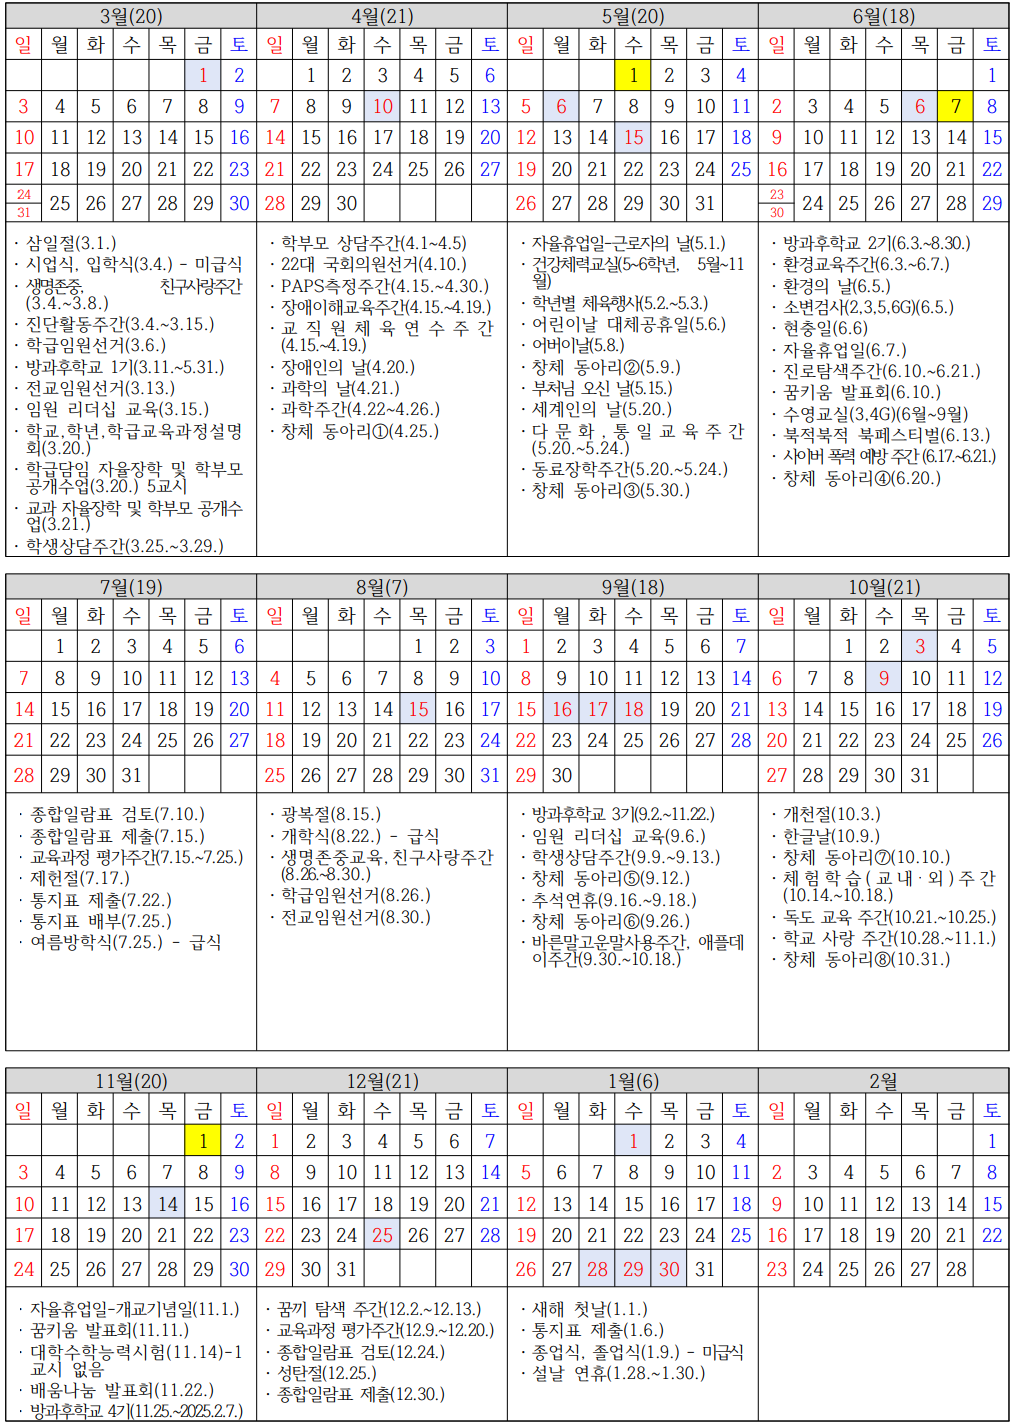 3월(20) 4월(21) 5월(20) 6월(18)
일 월 화 수 목 금 토 일 월 화 수 목 금 토 일 월 화 수 목 금 토 일 월 화 수 목 금 토
1 2 1 2 3 4 5 6 1 2 3 4 1
3 4 5 6 7 8 9 7 8 9 10 11 12 13 5 6 7 8 9 10 11 2 3 4 5 6 7 8
10 11 12 13 14 15 16 14 15 16 17 18 19 20 12 13 14 15 16 17 18 9 10 11 12 13 14 15
17 18 19 20 21 22 23 21 22 23 24 25 26 27 19 20 21 22 23 24 25 16 17 18 19 20 21 22
24/31 25 26 27 28 29 30 28 29 30 26 27 28 29 30 31 23/30 24 25 26 27 28 29
· 삼일절(3.1.)
· 시업식, 입학식(3.4.) - 미급식
· 생명존중, 친구사랑주간
(3.4.~3.8.)
· 진단활동주간(3.4.~3.15.)
· 학급임원선거(3.6.)
· 방과후학교 1기(3.11.~5.31.)
· 전교임원선거(3.13.)
· 임원 리더십 교육(3.15.)
· 학교,학년,학급교육과정설명
회(3.20.)
· 학급담임 자율장학 및 학부모
공개수업(3.20.) 5교시
· 교과 자율장학 및 학부모 공개수
업(3.21.)
· 학생상담주간(3.25.~3.29.)
· 학부모 상담주간(4.1~4.5)
· 22대 국회의원선거(4.10.)
· PAPS측정주간(4.15.~4.30.)
· 장애이해교육주간(4.15.~4.19.)
· 교직원체육연수주간
(4.15.~4.19.)
· 장애인의 날(4.20.)
· 과학의 날(4.21.)
· 과학주간(4.22~4.26.)
· 창체 동아리①(4.25.)
· 자율휴업일-근로자의 날(5.1.)
· 건강체력교실(5~6학년, 5월~11
월)
· 학년별 체육행사(5.2.~5.3.)
· 어린이날 대체공휴일(5.6.)
· 어버이날(5.8.)
· 창체 동아리②(5.9.)
· 부처님 오신 날(5.15.)
· 세계인의 날(5.20.)
· 다문화,통일교육주간
(5.20.~5.24.)
· 동료장학주간(5.20.~5.24.)
· 창체 동아리③(5.30.)
· 방과후학교 2기(6.3.~8.30.)
· 환경교육주간(6.3.~6.7.)
· 환경의 날(6.5.)
· 소변검사(2,3,5,6G)(6.5.)
· 현충일(6.6)
· 자율휴업일(6.7.)
· 진로탐색주간(6.10.~6.21.)
· 꿈키움 발표회(6.10.)
· 수영교실(3,4G)(6월~9월)
· 북적북적 북페스티벌(6.13.)
· 사이버 폭력 예방 주간(6.17.~6.21.)
· 창체 동아리④(6.20.)
7월(19) 8월(7) 9월(18) 10월(21)
일 월 화 수 목 금 토 일 월 화 수 목 금 토 일 월 화 수 목 금 토 일 월 화 수 목 금 토
1 2 3 4 5 6 1 2 3 1 2 3 4 5 6 7 1 2 3 4 5
7 8 9 10 11 12 13 4 5 6 7 8 9 10 8 9 10 11 12 13 14 6 7 8 9 10 11 12
14 15 16 17 18 19 20 11 12 13 14 15 16 17 15 16 17 18 19 20 21 13 14 15 16 17 18 19
21 22 23 24 25 26 27 18 19 20 21 22 23 24 22 23 24 25 26 27 28 20 21 22 23 24 25 26
28 29 30 31 25 26 27 28 29 30 31 29 30 27 28 29 30 31
· 종합일람표 검토(7.10.)
· 종합일람표 제출(7.15.)
· 교육과정 평가주간(7.15.~7.25.)
· 제헌절(7.17.)
· 통지표 제출(7.22.)
· 통지표 배부(7.25.)
· 여름방학식(7.25.) - 급식
· 광복절(8.15.)
· 개학식(8.22.) - 급식
· 생명존중교육,친구사랑주간
(8.26.~8.30.)
· 학급임원선거(8.26.)
· 전교임원선거(8.30.)
· 방과후학교 3기(9.2.~11.22.)
· 임원 리더십 교육(9.6.)
· 학생상담주간(9.9.~9.13.)
· 창체 동아리⑤(9.12.)
· 추석연휴(9.16.~9.18.)
· 창체 동아리⑥(9.26.)
· 바른말고운말사용주간, 애플데
이주간(9.30.~10.18.)
· 개천절(10.3.)
· 한글날(10.9.)
· 창체 동아리⑦(10.10.)
· 체험학습(교내·외)주간
(10.14.~10.18.)
· 독도 교육 주간(10.21.~10.25.)
· 학교 사랑 주간(10.28.~11.1.)
· 창체 동아리⑧(10.31.)
11월(20) 12월(21) 1월(6) 2월
일 월 화 수 목 금 토 일 월 화 수 목 금 토 일 월 화 수 목 금 토 일 월 화 수 목 금 토
1 2 1 2 3 4 5 6 7 1 2 3 4 1
3 4 5 6 7 8 9 8 9 10 11 12 13 14 5 6 7 8 9 10 11 2 3 4 5 6 7 8
10 11 12 13 14 15 16 15 16 17 18 19 20 21 12 13 14 15 16 17 18 9 10 11 12 13 14 15
17 18 19 20 21 22 23 22 23 24 25 26 27 28 19 20 21 22 23 24 25 16 17 18 19 20 21 22
24 25 26 27 28 29 30 29 30 31 26 27 28 29 30 31 23 24 25 26 27 28
· 자율휴업일-개교기념일(11.1.)
· 꿈키움 발표회(11.11.)
· 대학수학능력시험(11.14)-1
교시 없음
· 배움나눔 발표회(11.22.)
· 방과후학교 4기(11.25.~2025.2.7.)
· 꿈끼 탐색 주간(12.2.~12.13.)
· 교육과정 평가주간(12.9.~12.20.)
· 종합일람표 검토(12.24.)
· 성탄절(12.25.)
· 종합일람표 제출(12.30.)
· 새해 첫날(1.1.)
· 통지표 제출(1.6.)
· 종업식, 졸업식(1.9.) - 미급식
· 설날 연휴(1.28.~1.30.)